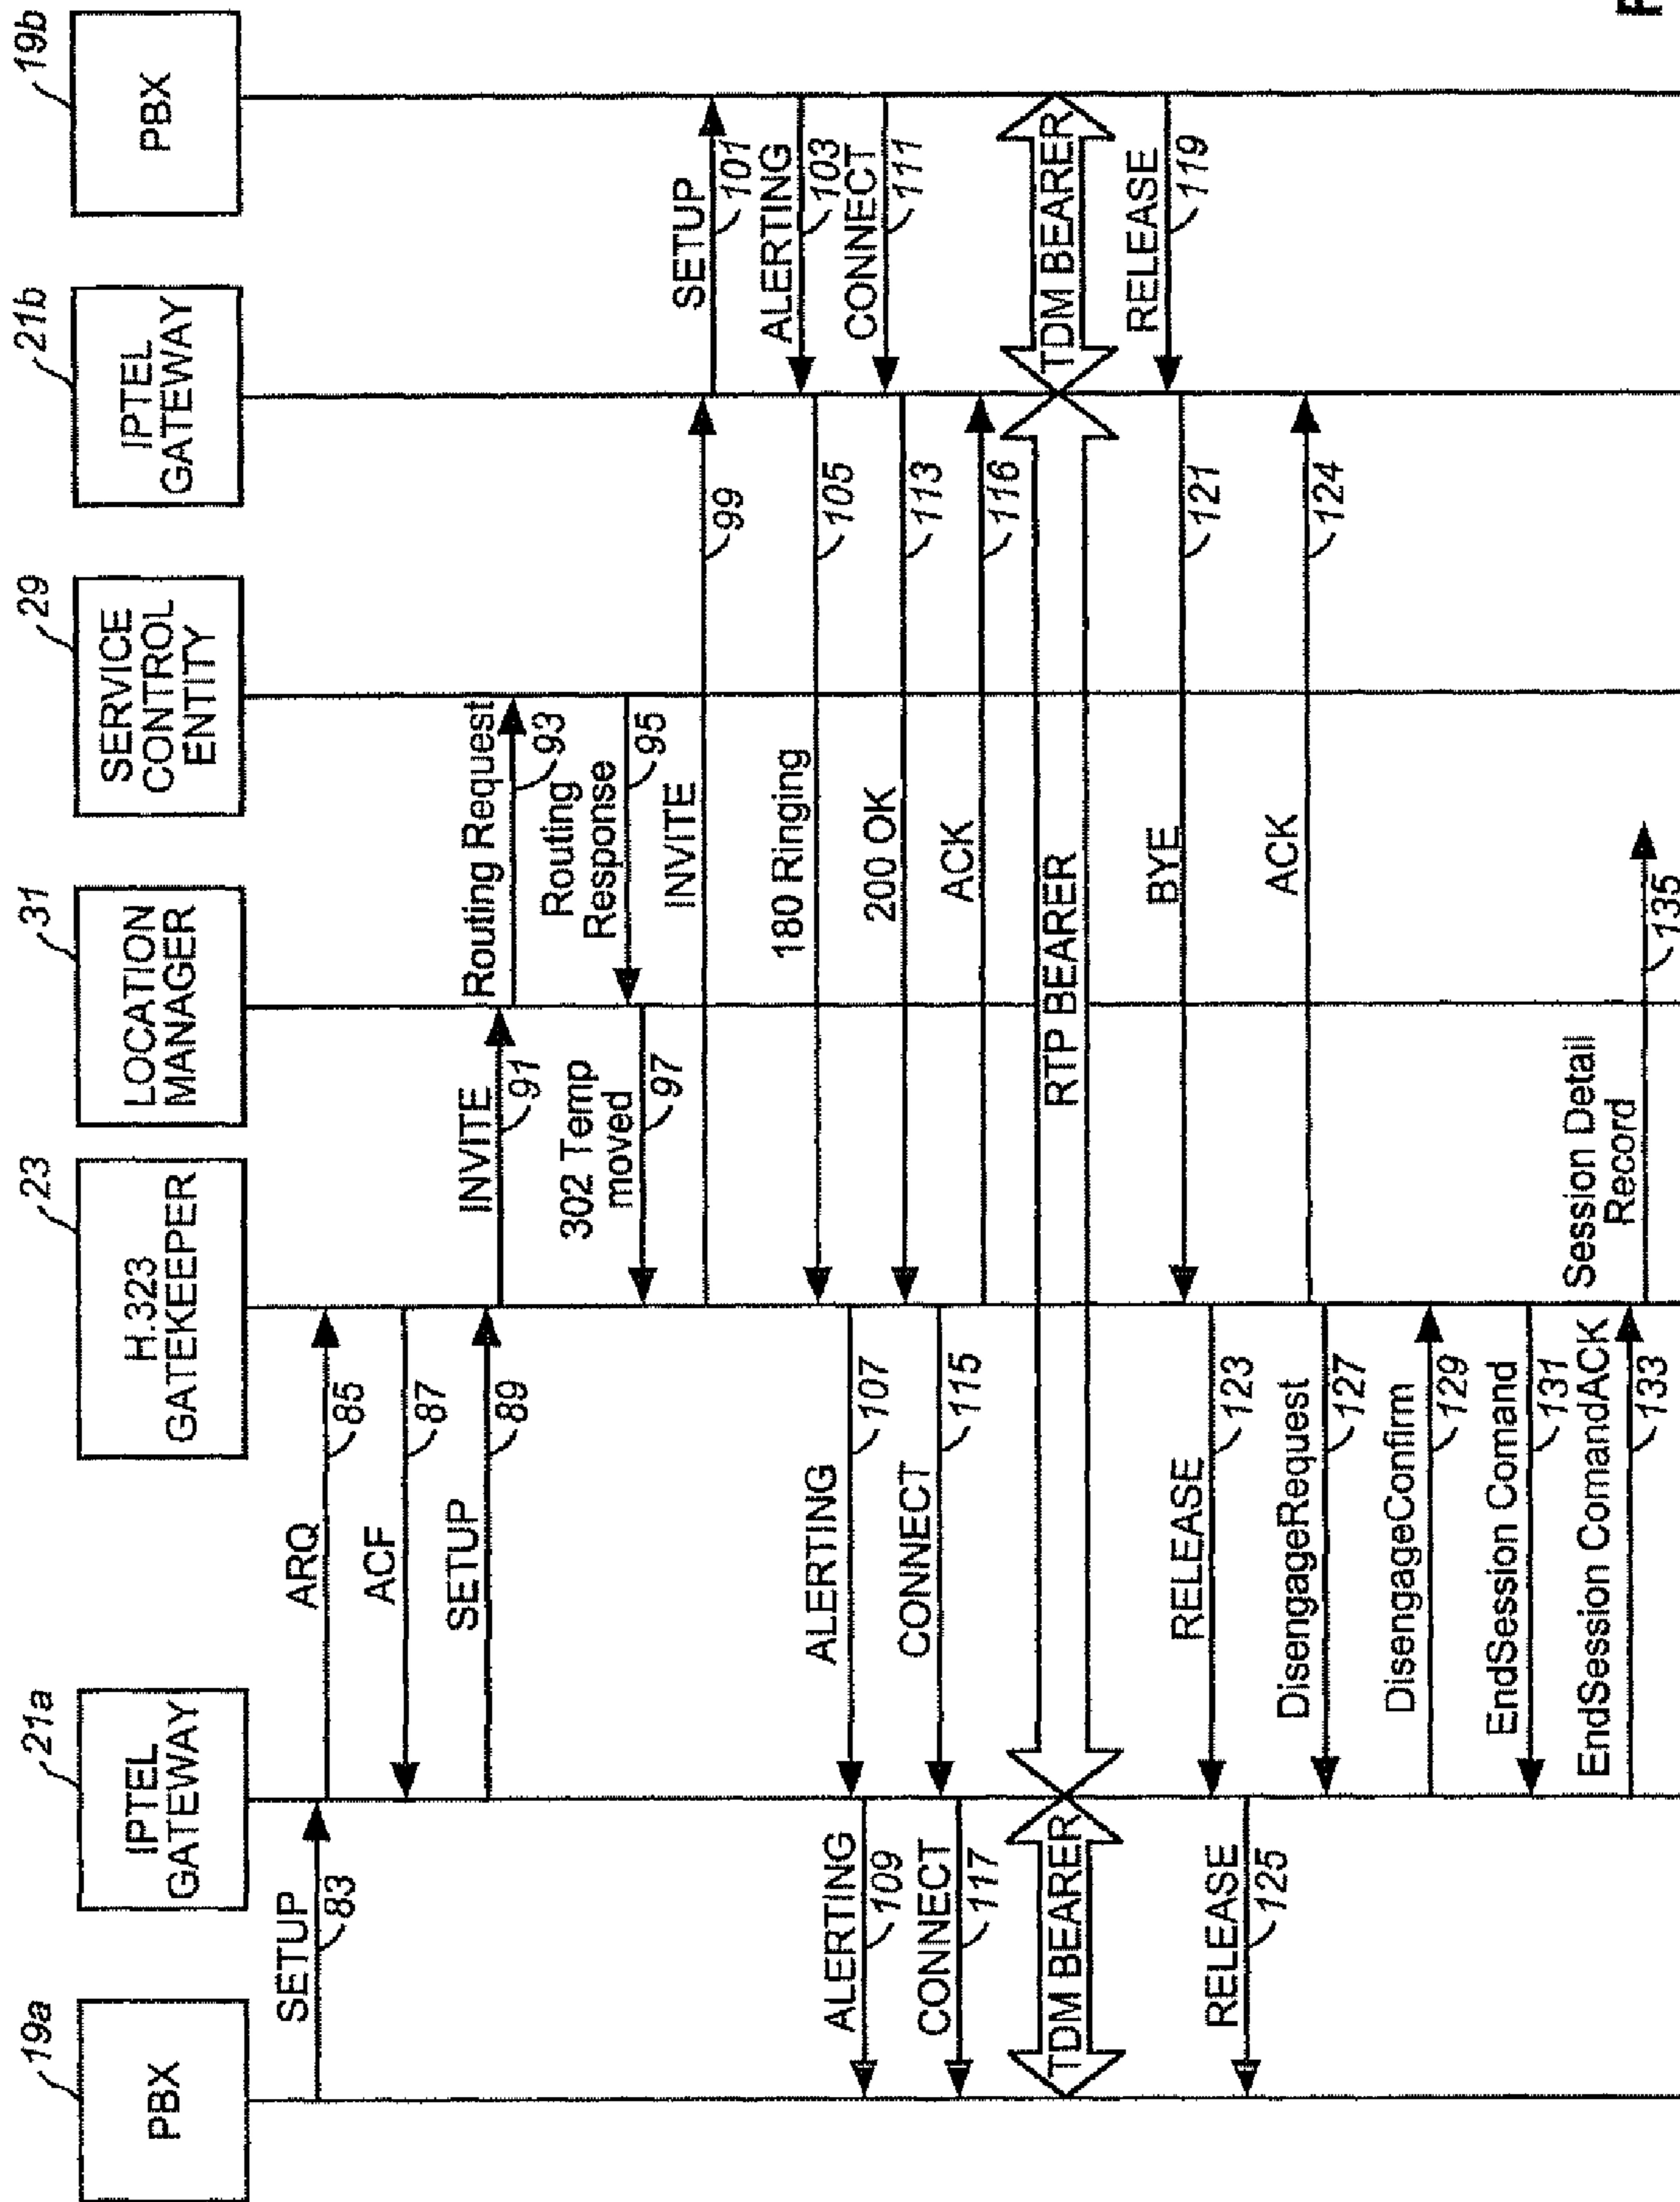 19a
PBX
21a
IPTEL
GATEWAY
23
H.323
GATEKEEPER
31
LOCATION
MANAGER
29
SERVICE
CONTROL
ENTITY
21b
IPTEL
GATEWAY
19b
PBX
SETUP
83
ARQ
85
ACF
87
SETUP
89
INVITE
91
Routing Request
93
Routing
Response
95
302 Temp
moved
97
INVITE
99
SETUP
101
ALERTING
103
180 Ringing
105
ALERTING
107
ALERTING
109
CONNECT
111
200 OK
113
CONNECT
115
ACK
116
CONNECT
117
TDM BEARER
RTP BEARER
TDM BEARER
RELEASE
119
BYE
121
RELEASE
123
ACK
124
RELEASE
125
DisengageRequest
127
DisengageConfirm
129
EndSession Comand
131
EndSession ComandACK
133
Session Detail
Record
135